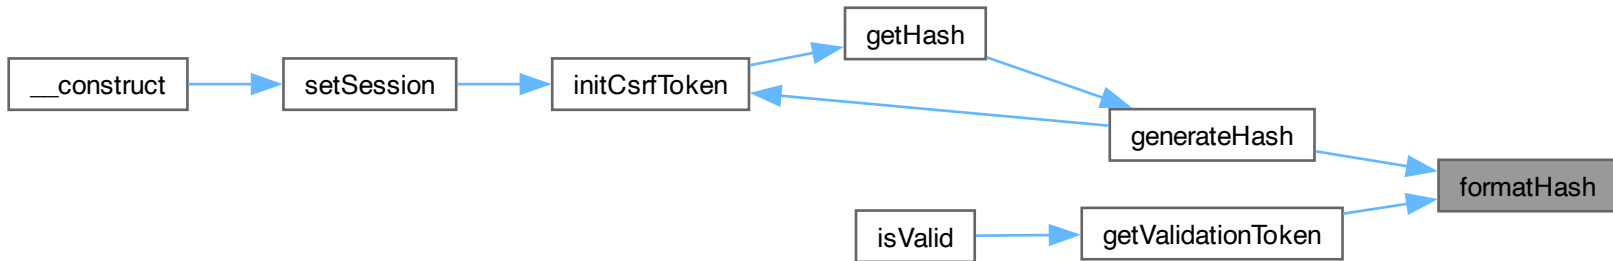 __construct
setSession
initCsrfToken
getHash
generateHash
formatHash
isValid
getValidationToken